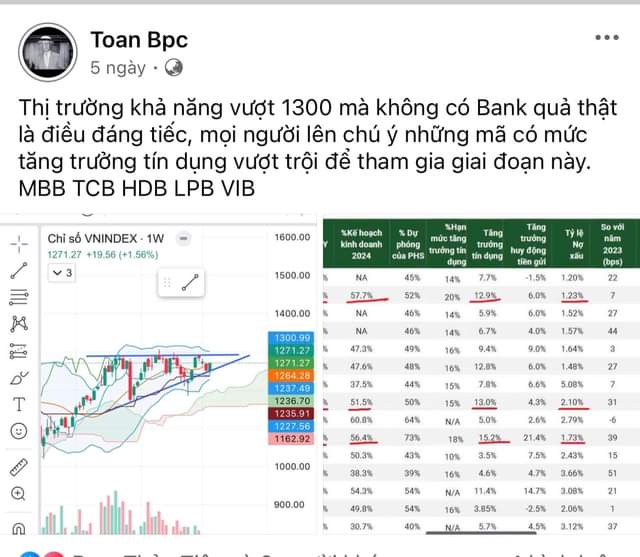 Toan Bpc
5 ngày
Thị trường khả năng vượt 1300 mà không có Bank quả thật
là điều đáng tiếc, mọi người lên chú ý những mã có mức
tăng trưởng tín dụng vượt trội để tham gia giai đoạn này.
MBB TCB HDB LPB VIB
Chỉ số VNINDEX · 1W
1271.27 +19.56 (+1.56%)
3
1600.00
1500.00
1400.00
1300.99
1271.27
1271.27
1264.28
1237.49
1236.70
1235.91
1227.56
1162.92
1000.00
900.00
Y %Kế hoạch kinh doanh 2024 % Dự phóng của PHS %Hạn mức tăng trưởng tín dụng Tăng trưởng tín dụng Tăng trưởng huy động tiền gửi Tỷ lệ Nợ xấu So với năm 2023 (bps)
% NA 45% 14% 7.7% -1.5% 1.20% 22
% 57.7% 52% 20% 12.9% 6.0% 1.23% 7
% NA 46% 14% 5.9% 6.0% 1.52% 27
% NA 46% 14% 6.7% 4.0% 1.57% 44
% 47.3% 49% 16% 9.4% 9.0% 1.64% 3
% 47.6% 48% 16% 12.8% 6.0% 1.48% 27
% 37.5% 44% 15% 7.8% 6.6% 5.08% 7
% 51.5% 50% 15% 13.0% 4.3% 2.10% 31
% 60.8% 64% N/A 5.0% 2.6% 2.79% -6
% 56.4% 73% 18% 15.2% 21.4% 1.73% 39
% 50.3% 43% 10% 3.5% 7.5% 2.43% 15
% 38.3% 39% 16% 4.6% 4.7% 3.66% 51
% 54.3% 54% N/A 11.4% 14.7% 3.08% 21
% 49.8% 54% 16% 3.85% -2.5% 2.06% 1
% 30.7% 40% N/A 5.7% 4.5% 3.12% 37